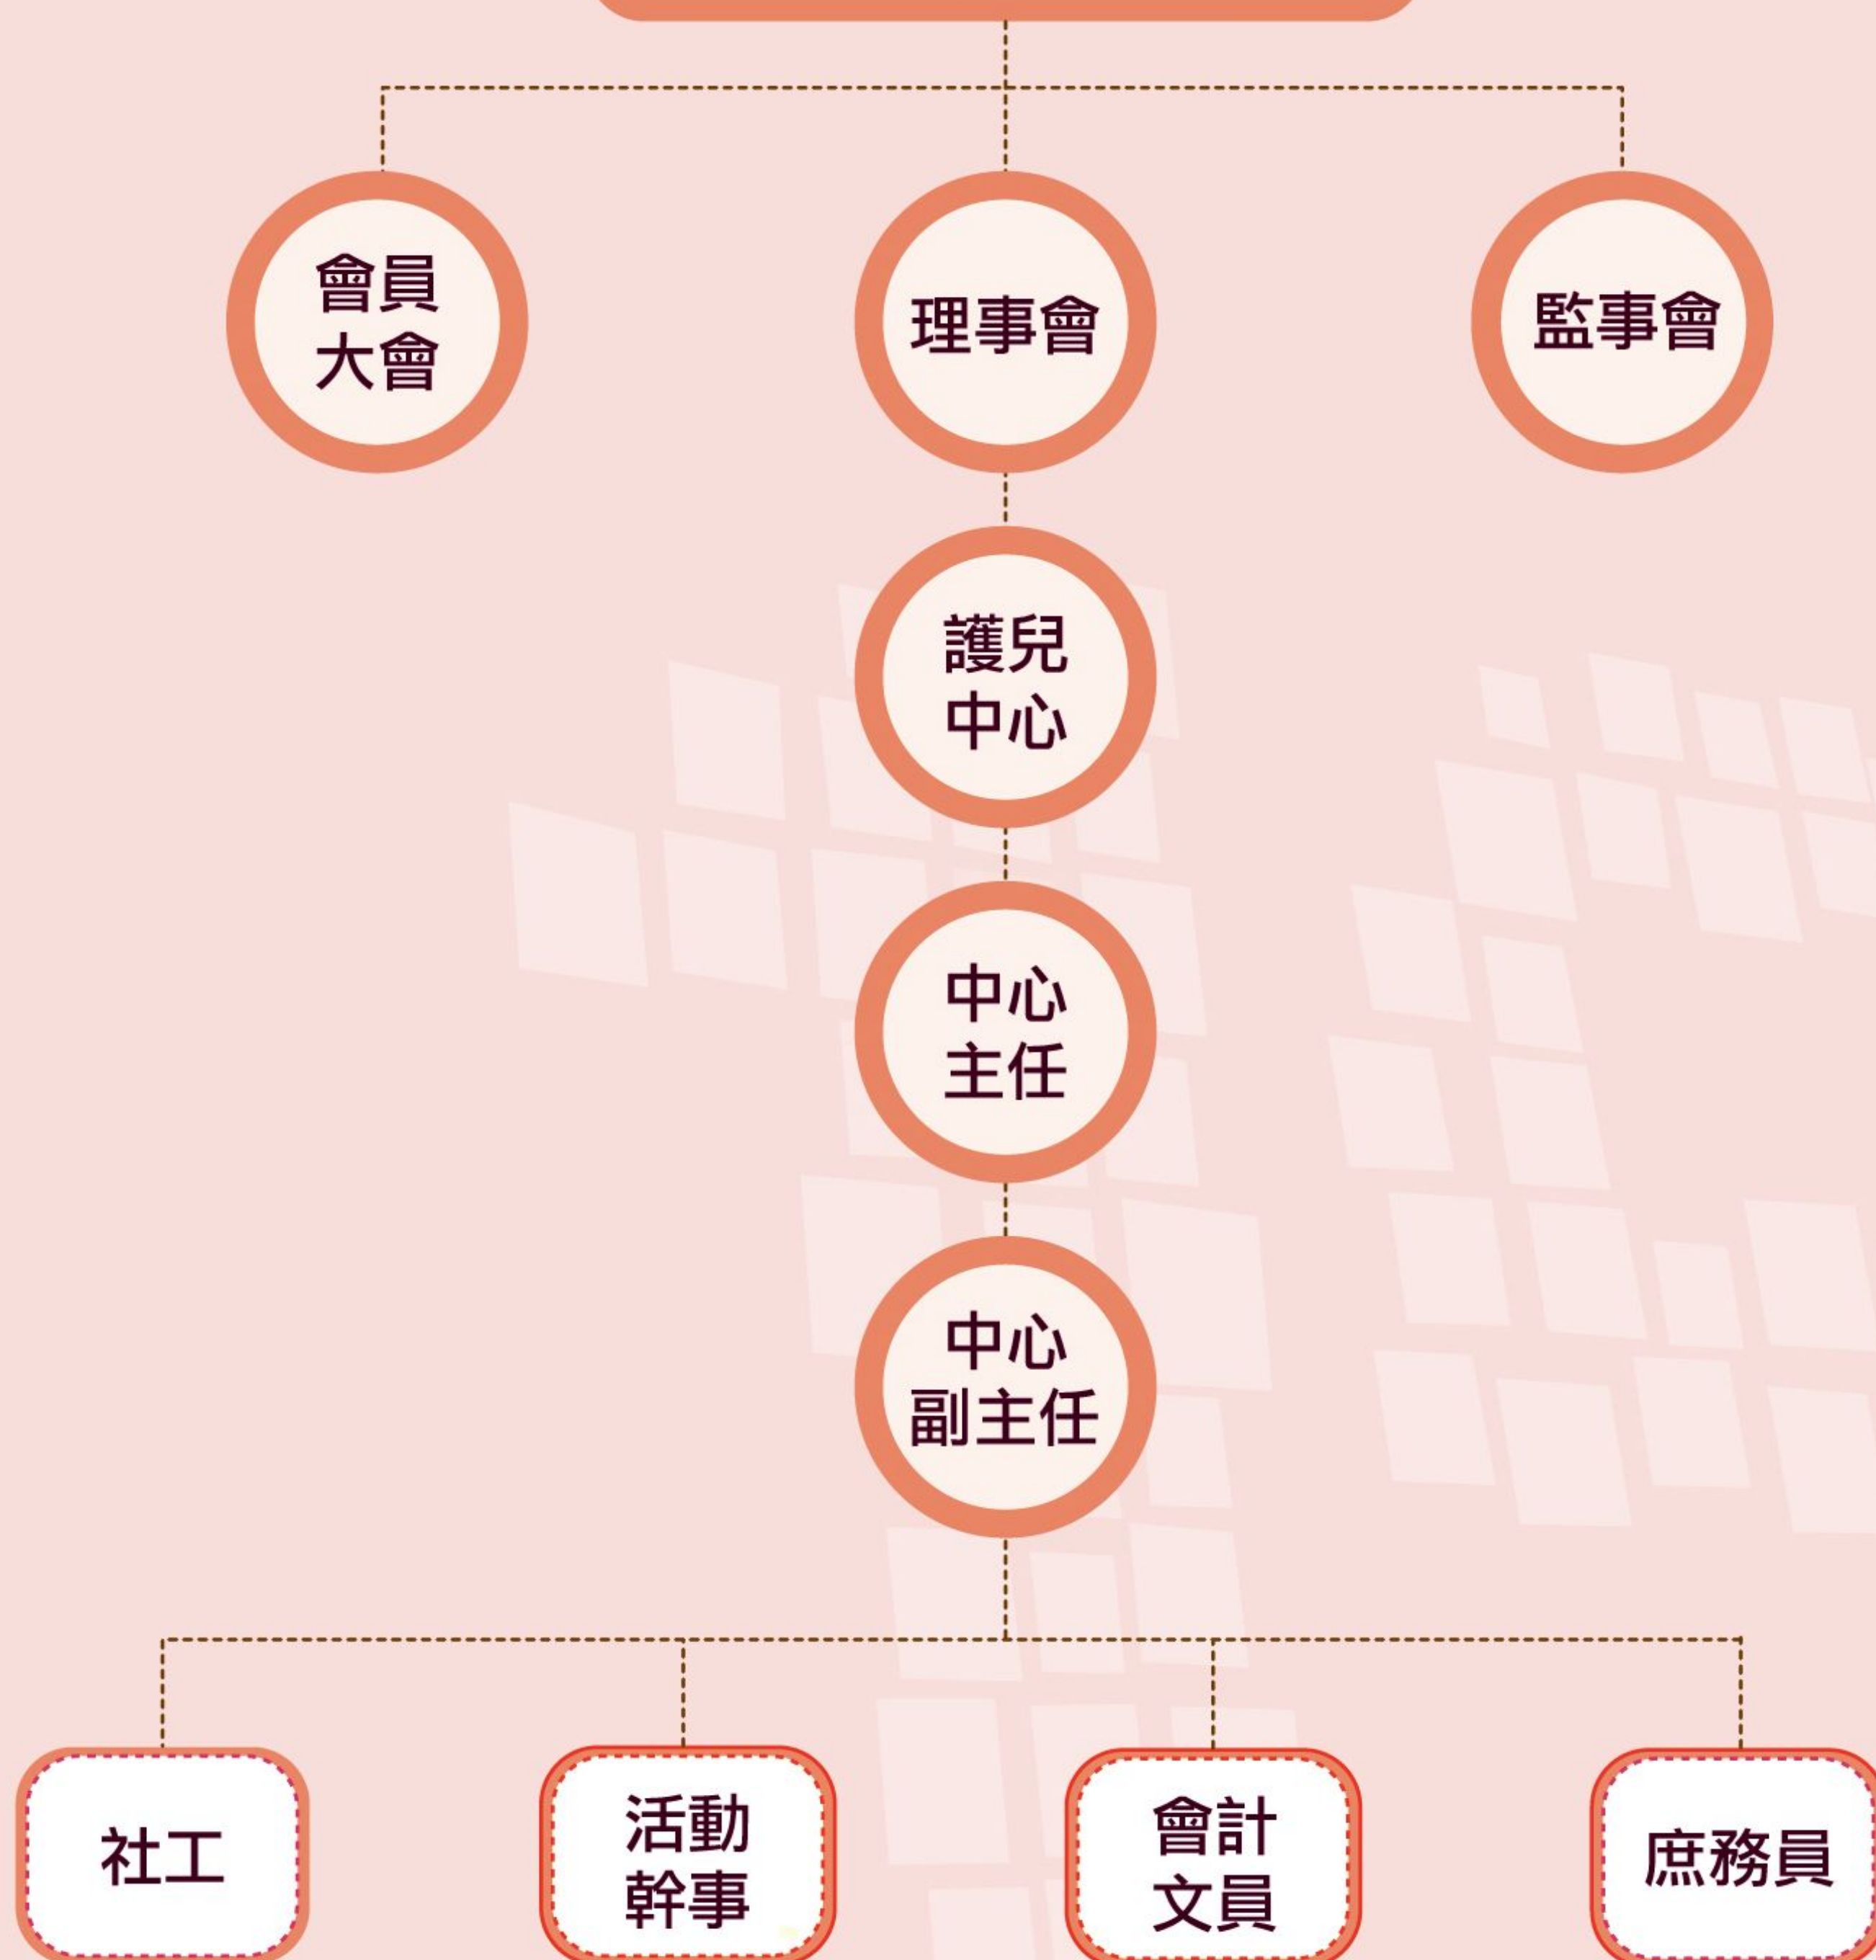 會員
大會
理事會
監事會
護兒
中心
中心
主任
中心
副主任
社工
活動
幹事
會計
文員
庶務員